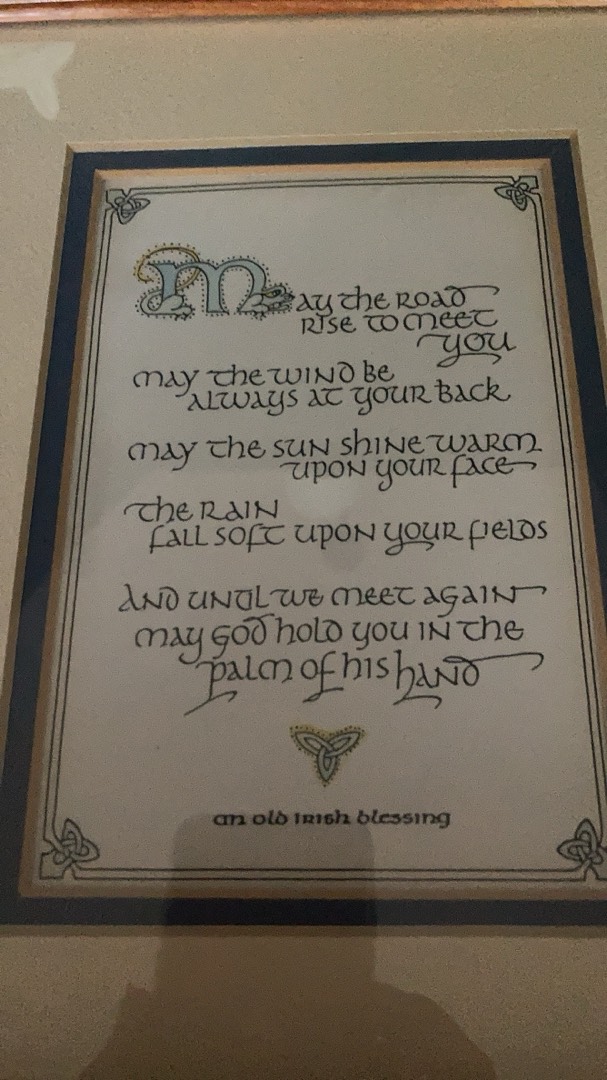 May the road
rise to meet
you
may the wind be
always at your back
may the sun shine warm
upon your face
the rain
fall soft upon your fields
and until we meet again
may god hold you in the
palm of his hand
an old irish blessing